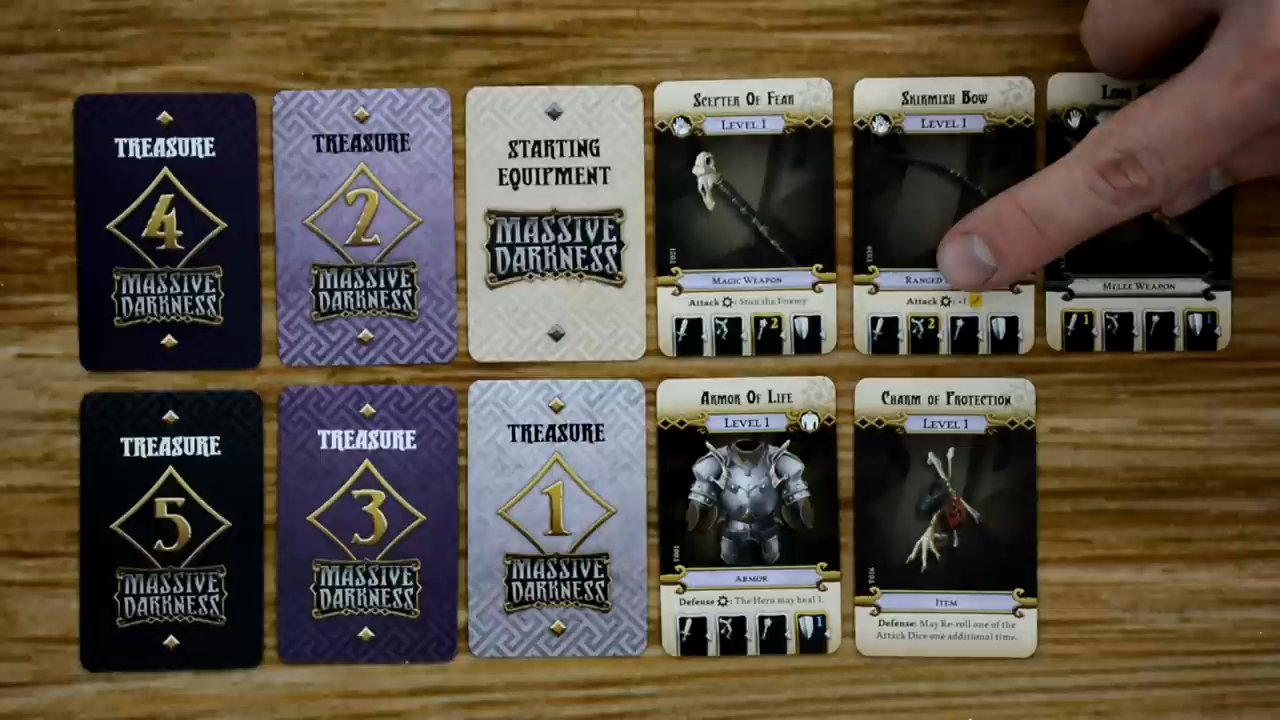 TREASURE
4
MASSIVE
DARKNESS
TREASURE
2
MASSIVE
DARKNESS
STARTING
EQUIPMENT
MASSIVE
DARKNESS
SCEPTER OF FEAR
LEVEL 1
MAGIC WEAPON
Attack : Stun the Enemy
2
SKIRMISH BOW
LEVEL 1
RANGED
Attack : +1
2
LEVEL
MELEE WEAPON
1
1
TREASURE
5
MASSIVE
DARKNESS
TREASURE
3
MASSIVE
DARKNESS
TREASURE
1
MASSIVE
DARKNESS
ARMOR OF LIFE
LEVEL 1
ARMOR
Defense : The Hero may heal 1.
1
CHARM OF PROTECTION
LEVEL 1
ITEM
Defense: May Re-roll one of the
Attack Dice one additional time.